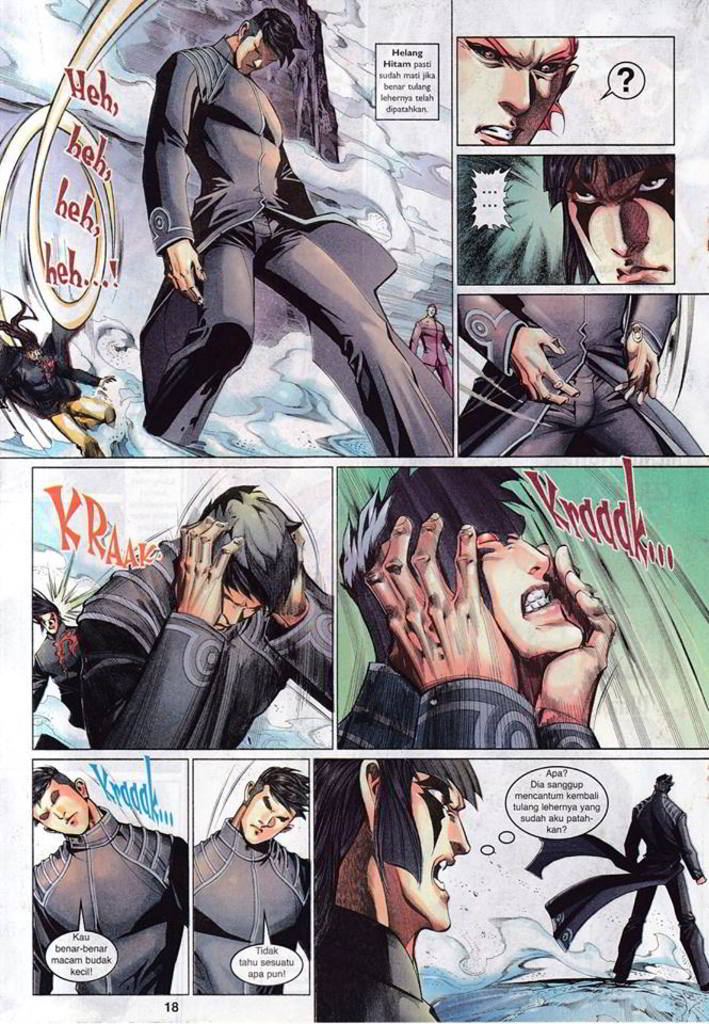 Heh,
heh,
heh,
heh...!
Helang
Hitam pasti
sudah mati jika
benar tulang
lehernya telah
dipatahkan.
?
...
...
KRAAK...
Kraaak...
Kraaak...
Kau
benar-benar
macam budak
kecil!
Tidak
tahu sesuatu
apa pun!
Apa?
Dia sanggup
mencantum kembali
tulang lehernya yang
sudah aku patah-
kan?
18